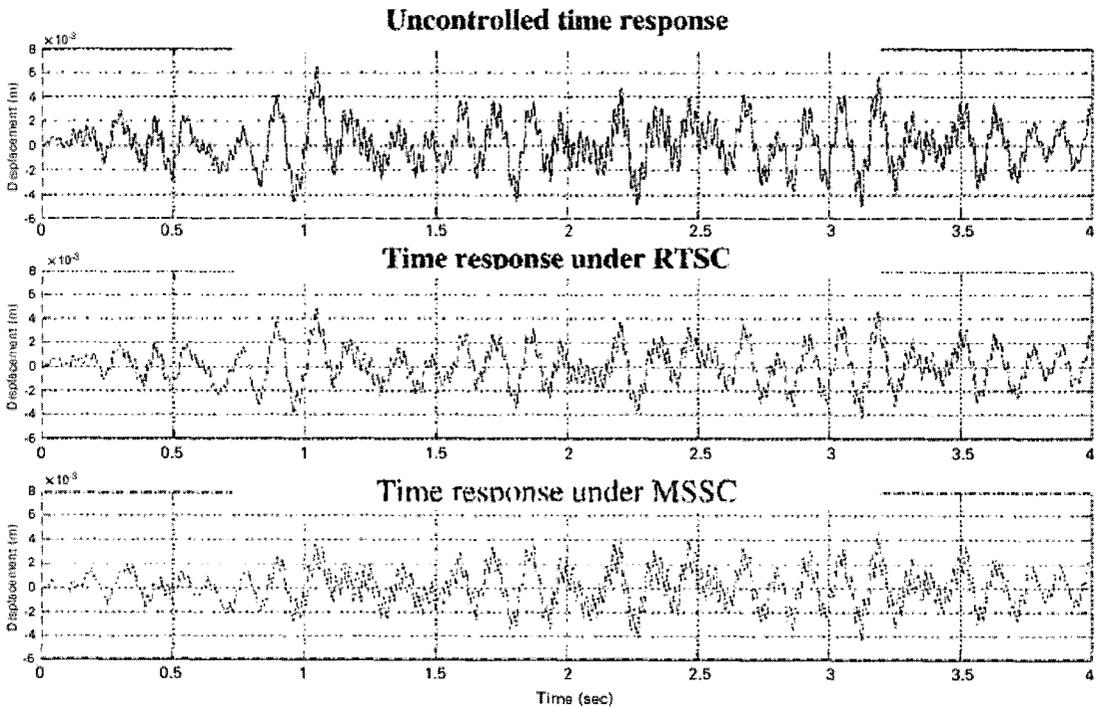 Uncontrolled time response
×10⁻³
8
6
4
2
0
-2
-4
-6
Displacement (m)
0 0.5 1 1.5 2 2.5 3 3.5 4
Time response under RTSC
×10⁻³
8
6
4
2
0
-2
-4
-6
Displacement (m)
0 0.5 1 1.5 2 2.5 3 3.5 4
Time response under MSSC
×10⁻³
8
6
4
2
0
-2
-4
-6
Displacement (m)
0 0.5 1 1.5 2 2.5 3 3.5 4
Time (sec)